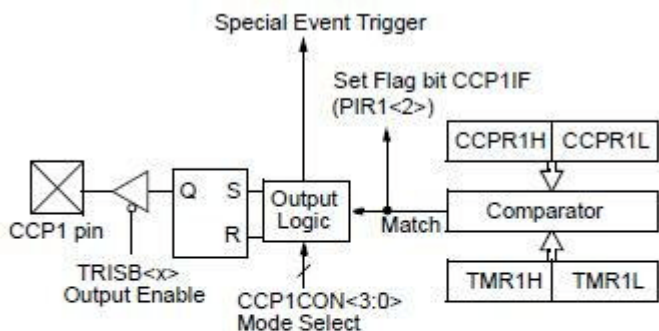 Special Event Trigger
Set Flag bit CCP1IF
(PIR1<2>)
CCPR1H CCPR1L
Q S
R
Output
Logic
Match
Comparator
CCP1 pin
TRISB<x>
Output Enable
CCP1CON<3:0>
Mode Select
TMR1H TMR1L